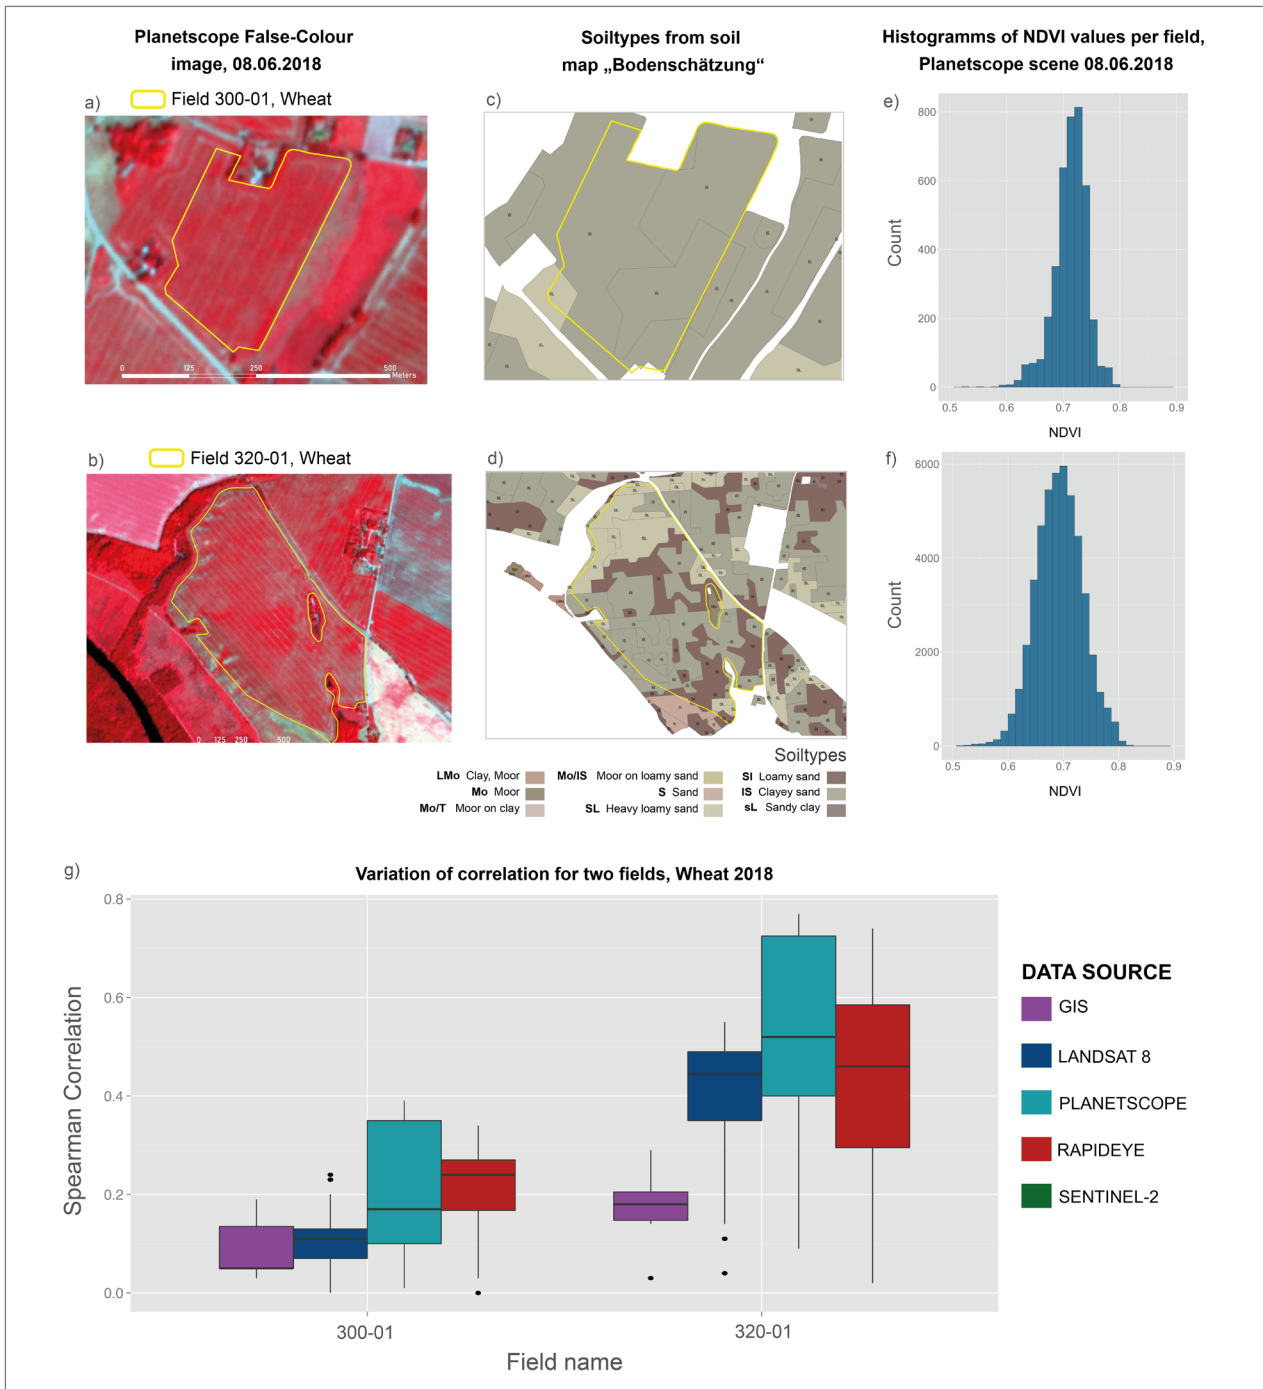 Planetscope False-Colour
image, 08.06.2018
Soiltypes from soil
map „Bodenschätzung“
Histogramms of NDVI values per field,
Planetscope scene 08.06.2018
a)
Field 300-01, Wheat
0 125 250 500
Meters
c)
e)
800
600
400
200
0
0.5 0.6 0.7 0.8 0.9
Count
NDVI
b)
Field 320-01, Wheat
0 125 250 500
d)
f)
6000
4000
2000
0
0.5 0.6 0.7 0.8 0.9
Count
NDVI
Soiltypes
LMo Clay, Moor
Mo/lS Moor on loamy sand
Sl Loamy sand
Mo Moor
S Sand
lS Clayey sand
Mo/T Moor on clay
SL Heavy loamy sand
sL Sandy clay
g)
Variation of correlation for two fields, Wheat 2018
0.8
0.6
0.4
0.2
0.0
Spearman Correlation
300-01
320-01
Field name
DATA SOURCE
GIS
LANDSAT 8
PLANETSCOPE
RAPIDEYE
SENTINEL-2